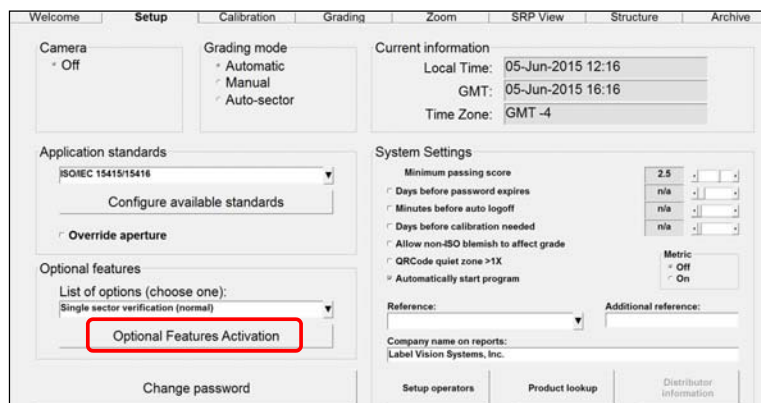 Welcome Setup Calibration Grading Zoom SRP View Structure Archive
Camera
Off
Grading mode
Automatic
Manual
Auto-sector
Current information
Local Time: 05-Jun-2015 12:16
GMT: 05-Jun-2015 16:16
Time Zone: GMT -4
Application standards
ISO/IEC 15415/15416
Configure available standards
Override aperture
Optional features
List of options (choose one):
Single sector verification (normal)
Optional Features Activation
Change password
System Settings
Minimum passing score 2.5
Days before password expires n/a
Minutes before auto logoff n/a
Days before calibration needed n/a
Allow non-ISO blemish to affect grade
QRCode quiet zone >1X
Automatically start program
Metric
Off
On
Reference: Additional reference:
Company name on reports:
Label Vision Systems, Inc.
Setup operators Product lookup Distributor information